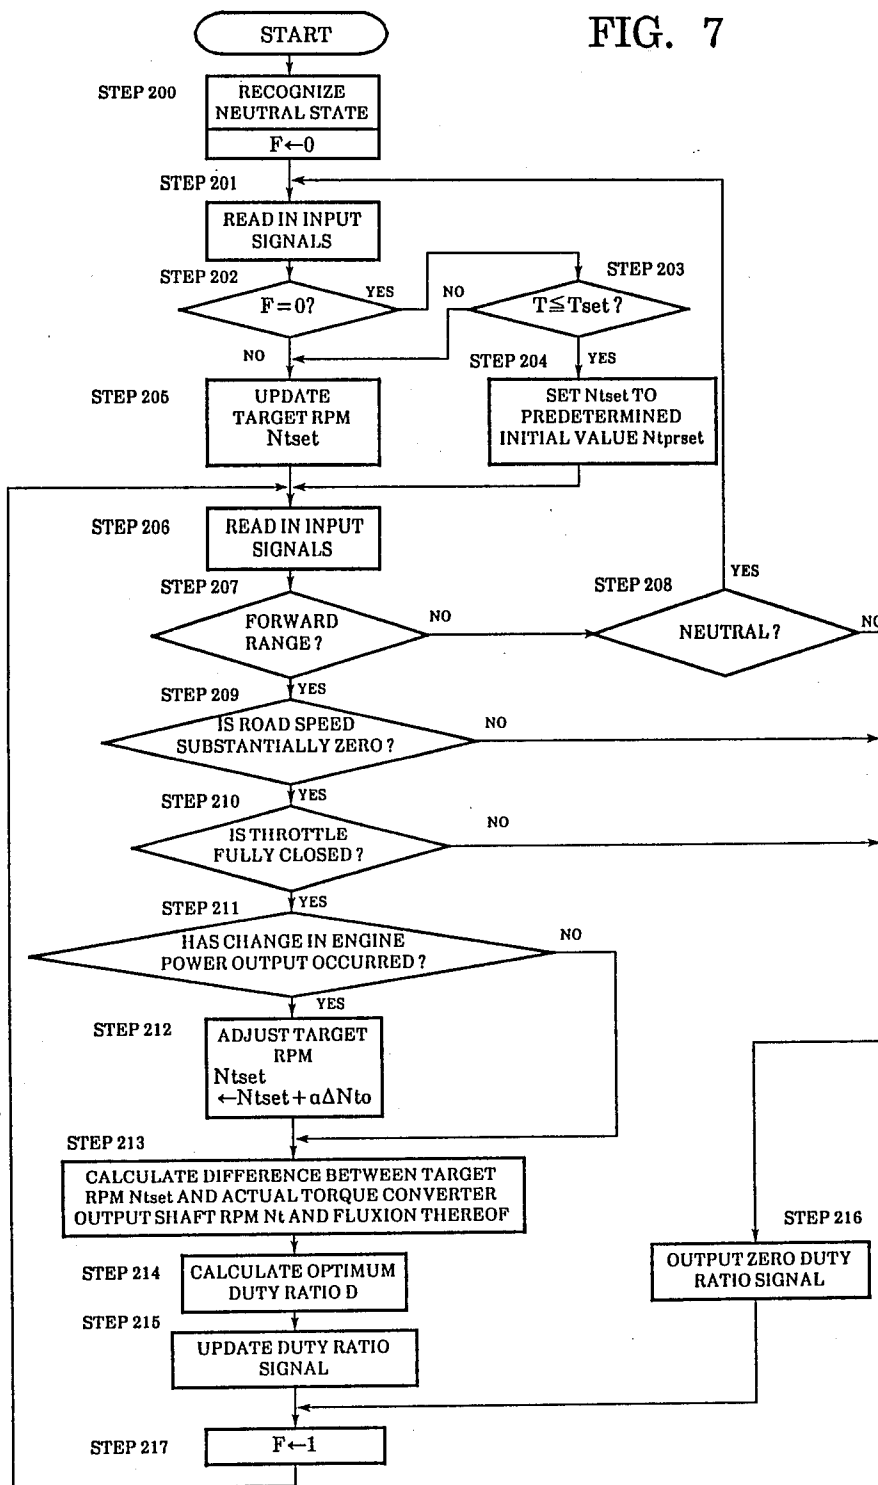 FIG. 7
START
STEP 200
RECOGNIZE
NEUTRAL STATE
F←0
STEP 201
READ IN INPUT
SIGNALS
STEP 202
F=0?
YES
NO
STEP 203
T≦Tset?
NO
YES
STEP 204
SET Ntset TO
PREDETERMINED
INITIAL VALUE Ntprset
STEP 205
UPDATE
TARGET RPM
Ntset
STEP 206
READ IN INPUT
SIGNALS
STEP 207
FORWARD
RANGE?
NO
YES
STEP 208
NEUTRAL?
YES
NO
STEP 209
IS ROAD SPEED
SUBSTANTIALLY ZERO?
NO
YES
STEP 210
IS THROTTLE
FULLY CLOSED?
NO
YES
STEP 211
HAS CHANGE IN ENGINE
POWER OUTPUT OCCURRED?
NO
YES
STEP 212
ADJUST TARGET
RPM
Ntset
←Ntset+αΔNto
STEP 213
CALCULATE DIFFERENCE BETWEEN TARGET
RPM Ntset AND ACTUAL TORQUE CONVERTER
OUTPUT SHAFT RPM Nt AND FLUXION THEREOF
STEP 214
CALCULATE OPTIMUM
DUTY RATIO D
STEP 215
UPDATE DUTY RATIO
SIGNAL
STEP 216
OUTPUT ZERO DUTY
RATIO SIGNAL
STEP 217
F←1